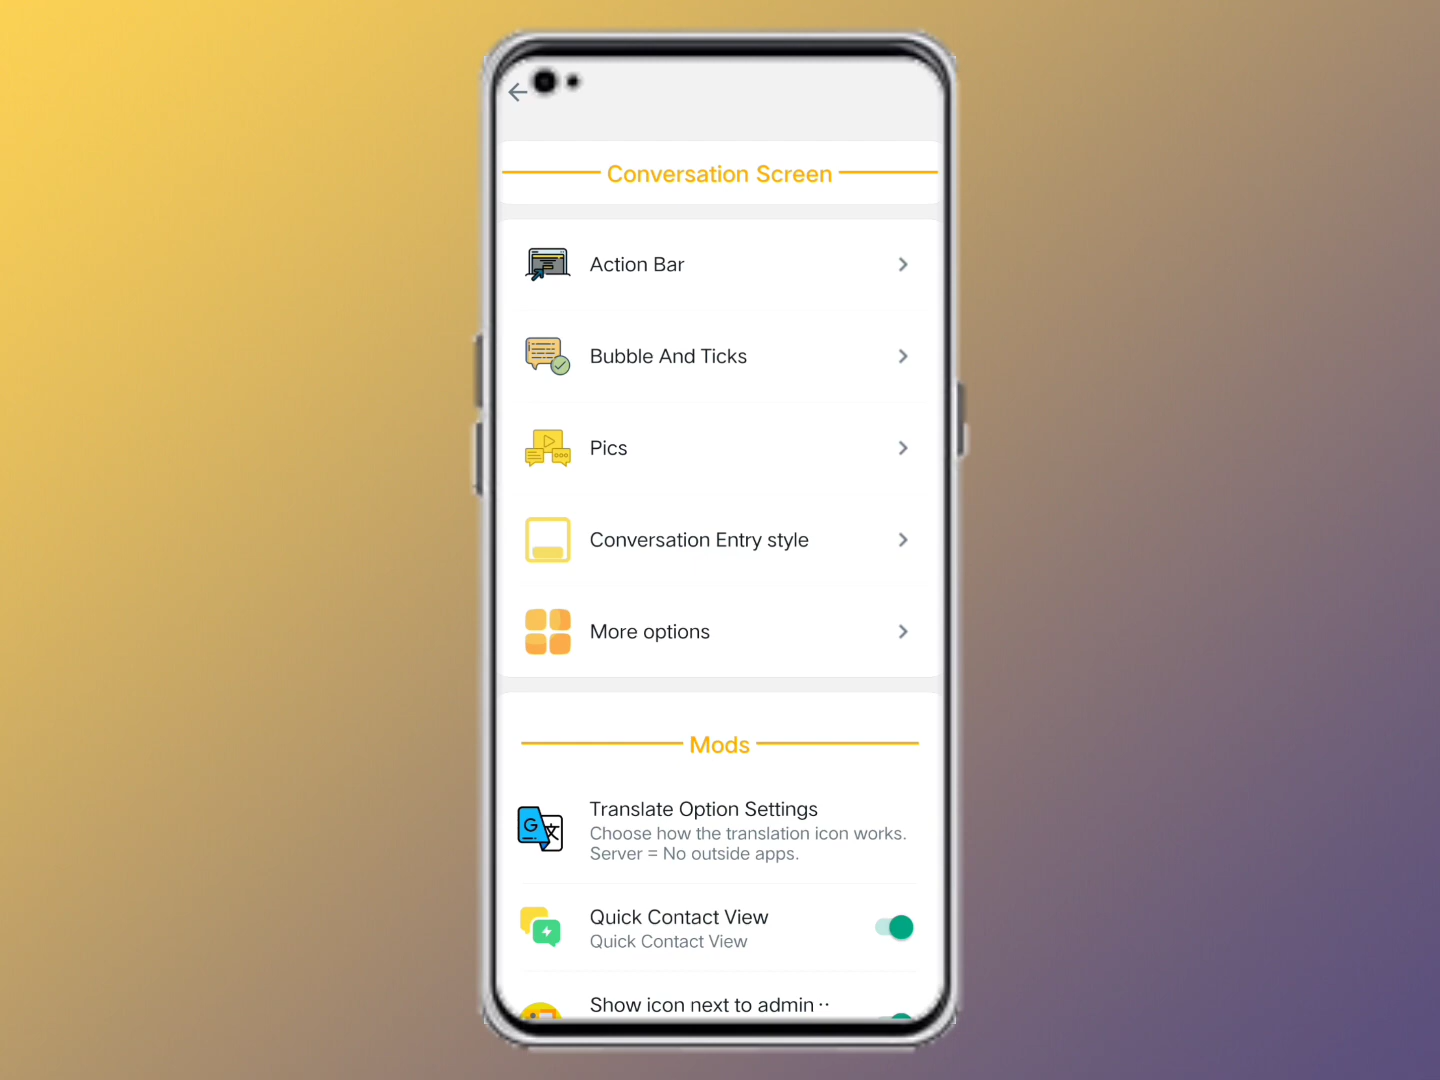 Conversation Screen
Action Bar
Bubble And Ticks
Pics
Conversation Entry style
More options
Mods
Translate Option Settings
Choose how the translation icon works.
Server = No outside apps.
Quick Contact View
Quick Contact View
Show icon next to admin ··